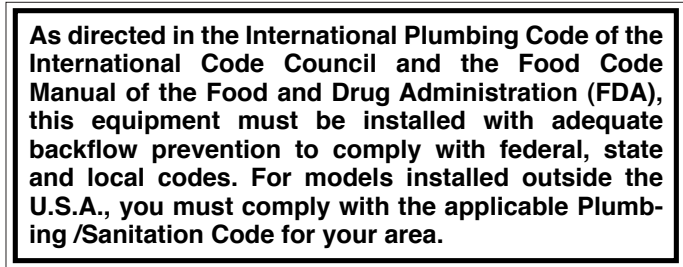 As directed in the International Plumbing Code of the
International Code Council and the Food Code
Manual of the Food and Drug Administration (FDA),
this equipment must be installed with adequate
backflow prevention to comply with federal, state
and local codes. For models installed outside the
U.S.A., you must comply with the applicable Plumb-
ing /Sanitation Code for your area.